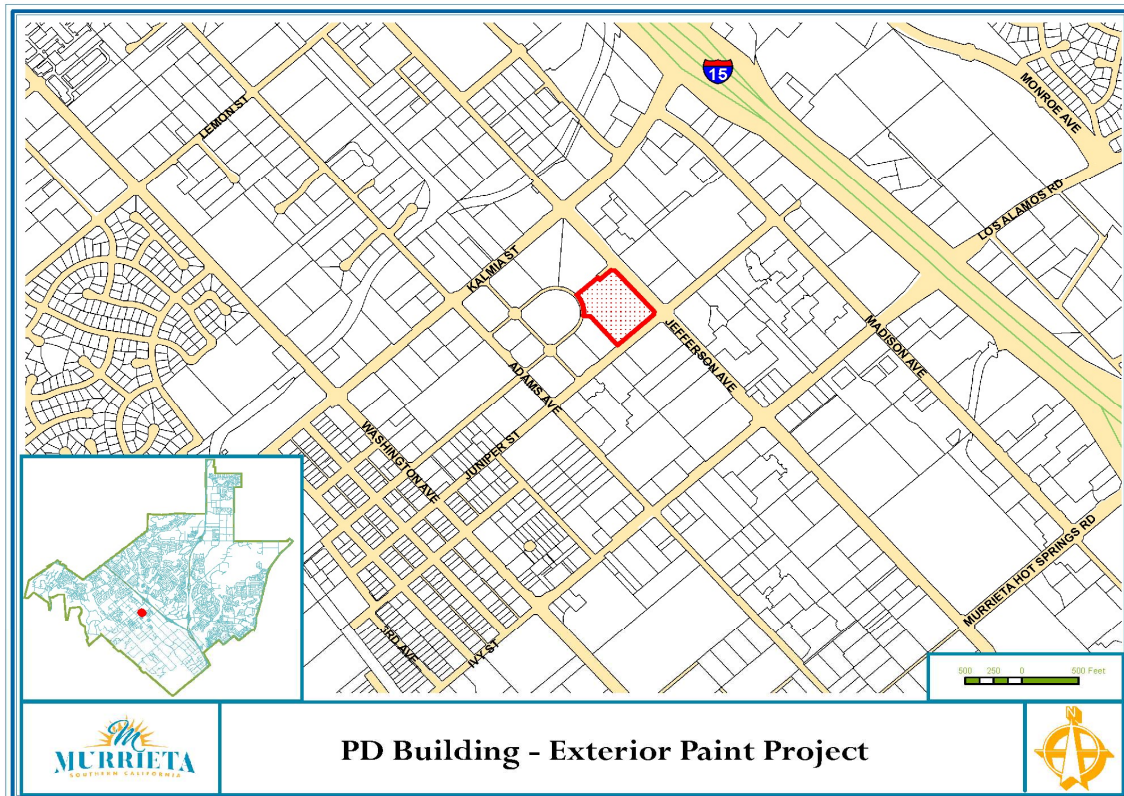 15
MONROE AVE
LEMON ST
LOS ALAMOS RD
KALMIA ST
JEFFERSON AVE
MADISON AVE
ADAMS AVE
WASHINGTON AVE
JUNIPER ST
MURRIETA HOT SPRINGS RD
3RD AVE
IVY ST
500 250 0 500 Feet
M
MURRIETA
SOUTHERN CALIFORNIA
PD Building - Exterior Paint Project
N